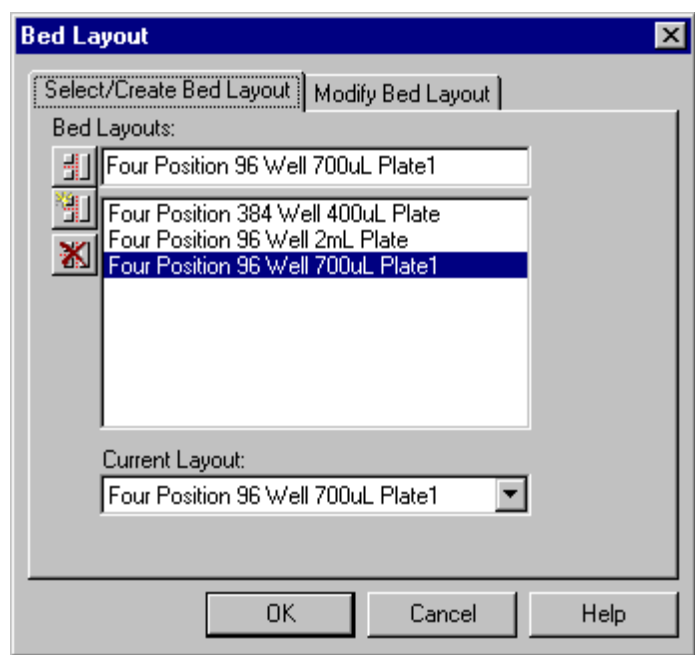 Bed Layout
Select/Create Bed Layout
Modify Bed Layout
Bed Layouts:
Four Position 96 Well 700uL Plate1
Four Position 384 Well 400uL Plate
Four Position 96 Well 2mL Plate
Four Position 96 Well 700uL Plate1
Current Layout:
Four Position 96 Well 700uL Plate1
OK
Cancel
Help